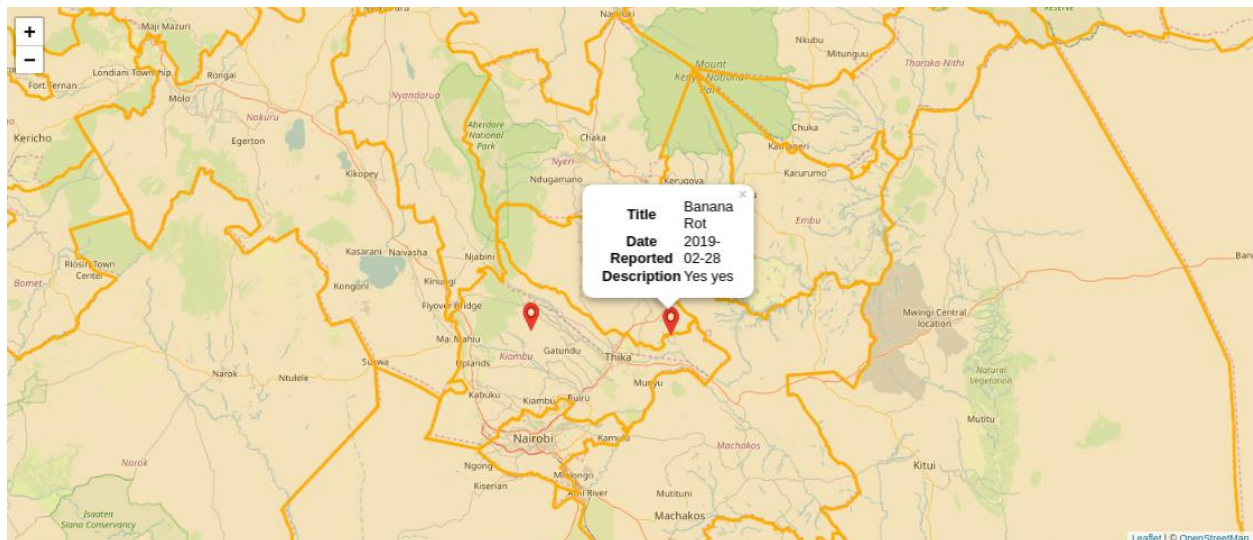 Nanyuki
Reserve
+
Maji Mazuri
Nkubu
Mitunguu
−
Londiani Township
Rongai
Mount
Kenya National
Park
Tharaka-Nithi
Molo
Nyandarua
Nakuru
Kericho
Egerton
Aberdare
National
Park
Chaka
Chuka
Nyeri
Kikopey
Ndugamano
Kerugoya
Karurumo
Title
Banana
Rot
×
Embu
Date
Reported
2019-
02-28
Description Yes yes
Kasarani
Naivasha
Njabini
Bomet
Center
Kongoni
Kinungi
Flyover Bridge
Mwingi Central
location
Mai Mahiu
Kiambu
Gatundu
Thika
Suswa
Uplands
Narok
Ntulele
Munyu
Natural
Vegetation
Kabuku
Kiambu
Ruiru
Mutitu
Nairobi
Kamulu
Machakos
Narok
Ngong
Mlolongo
Kitui
Kiserian
Athi River
Mutituni
Isaaten
Siano Conservancy
Machakos
Leaflet | © OpenStreetMap